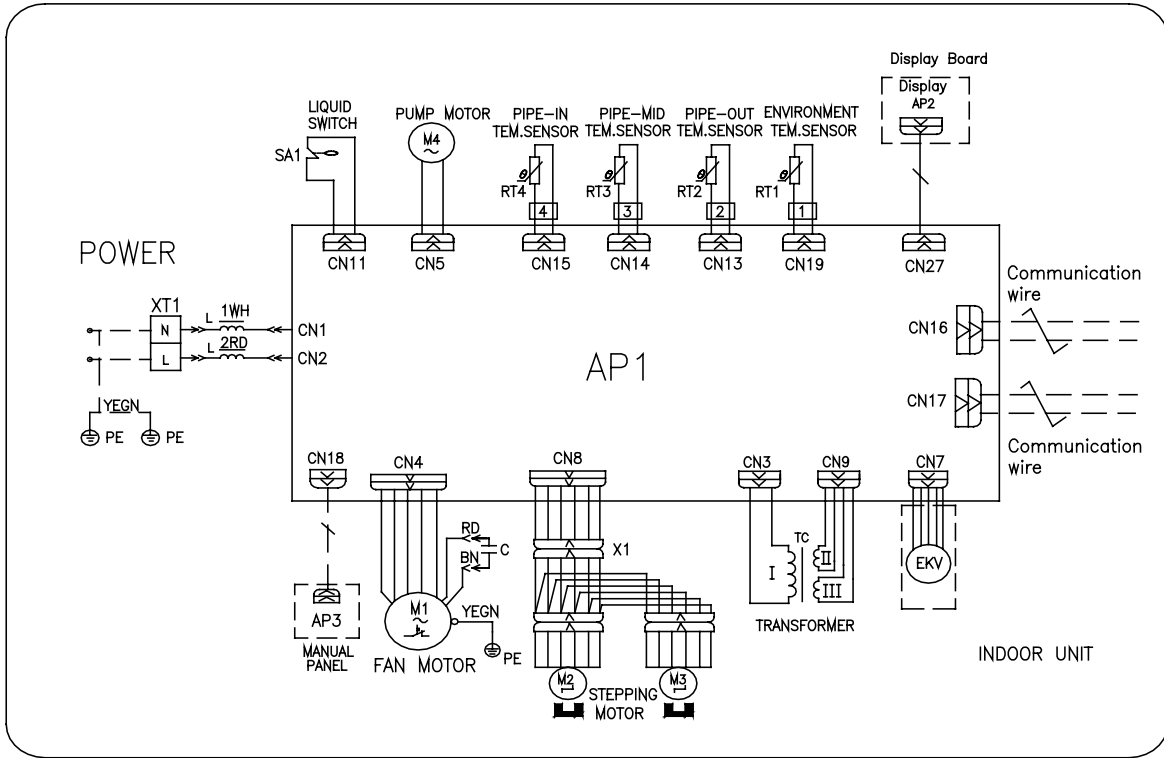 Display Board
Display
AP2
LIQUID
SWITCH
SA1
PUMP MOTOR
M4
PIPE-IN
TEM.SENSOR
RT4
4
PIPE-MID
TEM.SENSOR
RT3
3
PIPE-OUT
TEM.SENSOR
RT2
2
ENVIRONMENT
TEM.SENSOR
RT1
1
CN11
CN5
CN15
CN14
CN13
CN19
CN27
POWER
XT1
N
L
L 1WH
L 2RD
CN1
CN2
YEGN
PE
PE
AP1
Communication
wire
CN16
CN17
Communication
wire
CN18
CN4
CN8
CN3
CN9
CN7
RD
BN
C
X1
I
TC
II
III
EKV
AP3
MANUAL
PANEL
M1
YEGN
PE
FAN MOTOR
M2
M3
STEPPING
MOTOR
TRANSFORMER
INDOOR UNIT